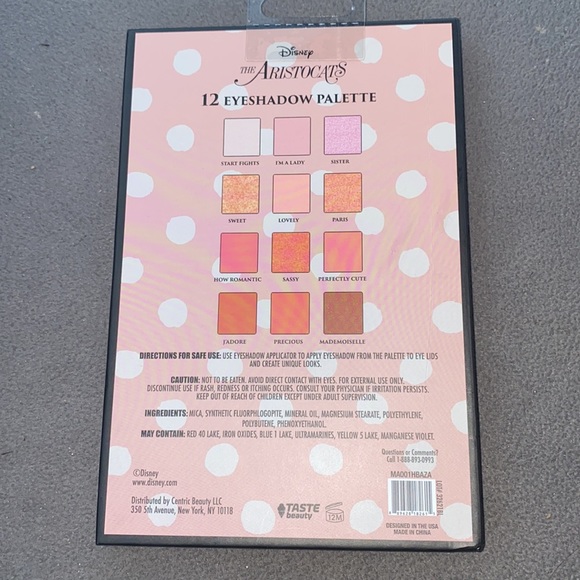 Disney
THE ARISTOCATS
12 EYESHADOW PALETTE
START FIGHTS I'M A LADY SISTER
SWEET LOVELY PARIS
HOW ROMANTIC SASSY PERFECTLY CUTE
J'ADORE PRECIOUS MADEMOISELLE
DIRECTIONS FOR SAFE USE: USE EYESHADOW APPLICATOR TO APPLY EYESHADOW FROM THE PALETTE TO EYE LIDS
AND CREATE UNIQUE LOOKS.
CAUTION: NOT TO BE EATEN. AVOID DIRECT CONTACT WITH EYES. FOR EXTERNAL USE ONLY.
DISCONTINUE USE IF RASH, REDNESS OR ITCHING OCCURS. CONSULT YOUR PHYSICIAN IF IRRITATION PERSISTS.
KEEP OUT OF REACH OF CHILDREN EXCEPT UNDER ADULT SUPERVISION.
INGREDIENTS: MICA, SYNTHETIC FLUORPHLOGOPITE, MINERAL OIL, MAGNESIUM STEARATE, POLYETHYLENE,
POLYBUTENE, PHENOXYETHANOL.
MAY CONTAIN: RED 40 LAKE, IRON OXIDES, BLUE 1 LAKE, ULTRAMARINES, YELLOW 5 LAKE, MANGANESE VIOLET.
Questions or Comments?
Call 1-888-893-0993
MA001HBAZA
©Disney
www.disney.com
Distributed by Centric Beauty LLC
350 5th Avenue, New York, NY 10118
TASTE
beauty
12M
DESIGNED IN THE USA
MADE IN CHINA